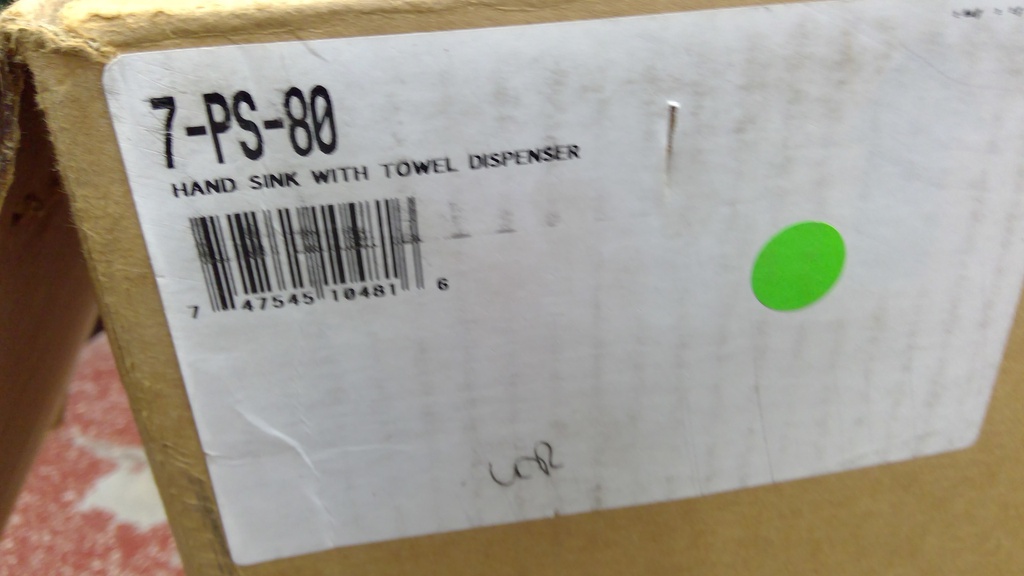 7-PS-80
HAND SINK WITH TOWEL DISPENSER
7 47545 10481 6